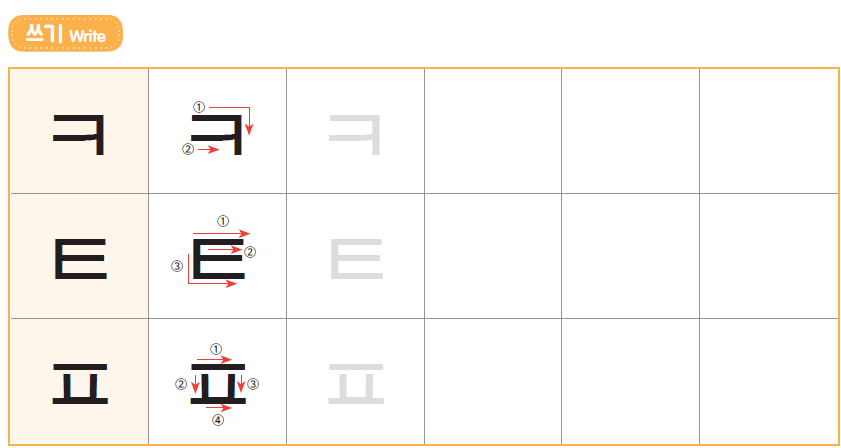 쓰기 Write
ㅋ ① ② ㅋ ㅋ
ㅌ ① ② ③ ㅌ ㅌ
ㅍ ① ② ③ ④ ㅍ ㅍ